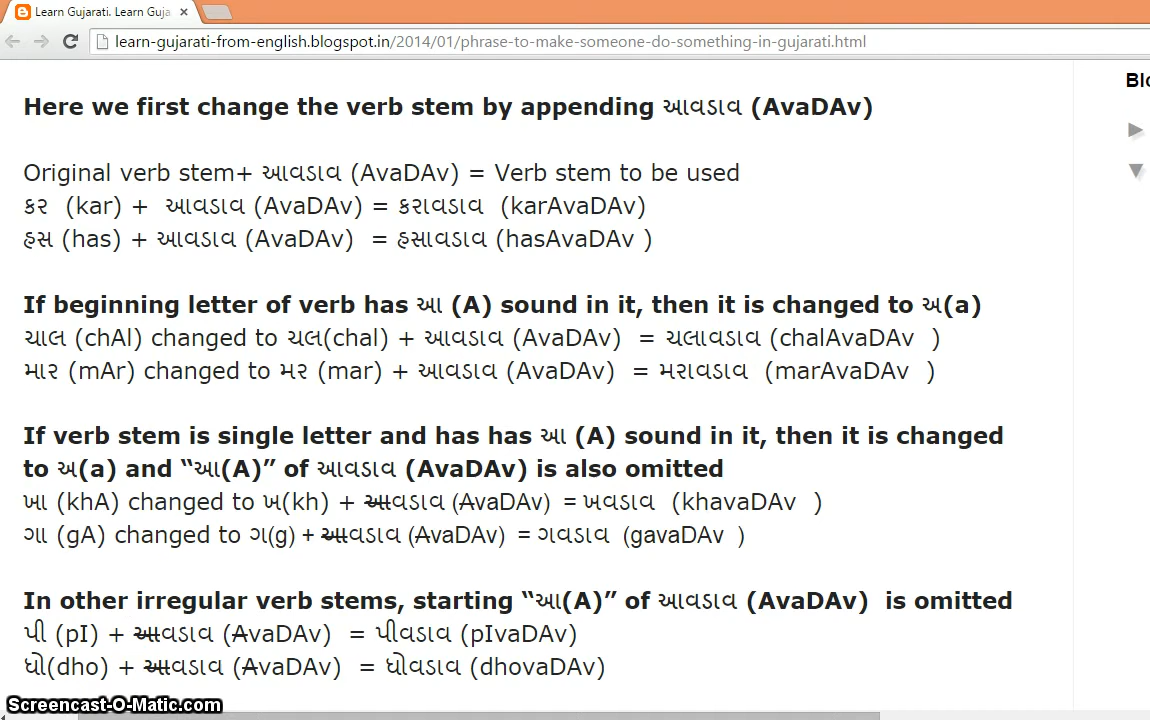 Learn Gujarati. Learn Guja
learn-gujarati-from-english.blogspot.in/2014/01/phrase-to-make-someone-do-something-in-gujarati.html
Here we first change the verb stem by appending આવડાવ (AvaDAv)
Original verb stem+ આવડાવ (AvaDAv) = Verb stem to be used
કર (kar) + આવડાવ (AvaDAv) = કરાવડાવ (karAvaDAv)
હસ (has) + આવડાવ (AvaDAv) = હસાવડાવ (hasAvaDAv )
If beginning letter of verb has આ (A) sound in it, then it is changed to અ(a)
ચાલ (chAl) changed to ચલ(chal) + આવડાવ (AvaDAv) = ચલાવડાવ (chalAvaDAv )
માર (mAr) changed to મર (mar) + આવડાવ (AvaDAv) = મરાવડાવ (marAvaDAv )
If verb stem is single letter and has has આ (A) sound in it, then it is changed
to અ(a) and “આ(A)” of આવડાવ (AvaDAv) is also omitted
ખા (khA) changed to ખ(kh) + આવડાવ (AvaDAv) = ખવડાવ (khavaDAv )
ગા (gA) changed to ગ(g) + આવડાવ (AvaDAv) = ગવડાવ (gavaDAv )
In other irregular verb stems, starting “આ(A)” of આવડાવ (AvaDAv) is omitted
પી (pI) + આવડાવ (AvaDAv) = પીવડાવ (pIvaDAv)
ધો(dho) + આવડાવ (AvaDAv) = ધોવડાવ (dhovaDAv)
Screencast-O-Matic.com